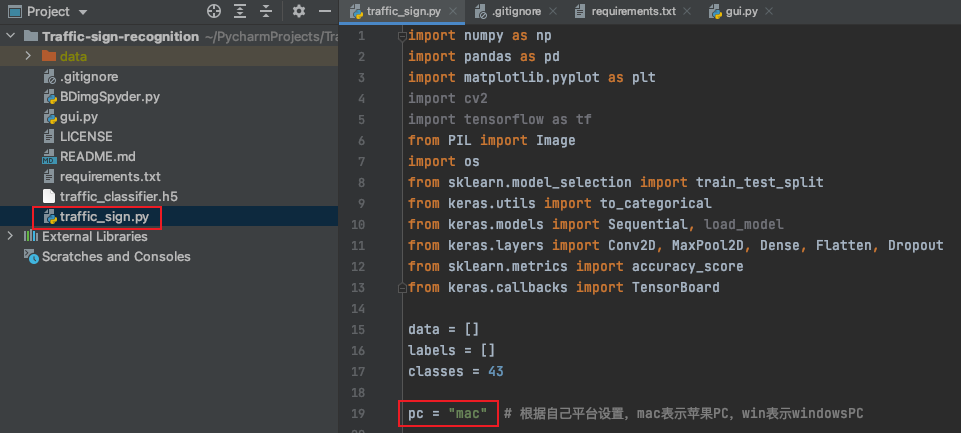 Project
Traffic-sign-recognition ~/PycharmProjects/Tra
data
.gitignore
BDimgSpyder.py
gui.py
LICENSE
README.md
requirements.txt
traffic_classifier.h5
traffic_sign.py
External Libraries
Scratches and Consoles
traffic_sign.py .gitignore requirements.txt gui.py
1 import numpy as np
2 import pandas as pd
3 import matplotlib.pyplot as plt
4 import cv2
5 import tensorflow as tf
6 from PIL import Image
7 import os
8 from sklearn.model_selection import train_test_split
9 from keras.utils import to_categorical
10 from keras.models import Sequential, load_model
11 from keras.layers import Conv2D, MaxPool2D, Dense, Flatten, Dropout
12 from sklearn.metrics import accuracy_score
13 from keras.callbacks import TensorBoard
14
15 data = []
16 labels = []
17 classes = 43
18
19 pc = "mac" # 根据自己平台设置，mac表示苹果PC，win表示windowsPC